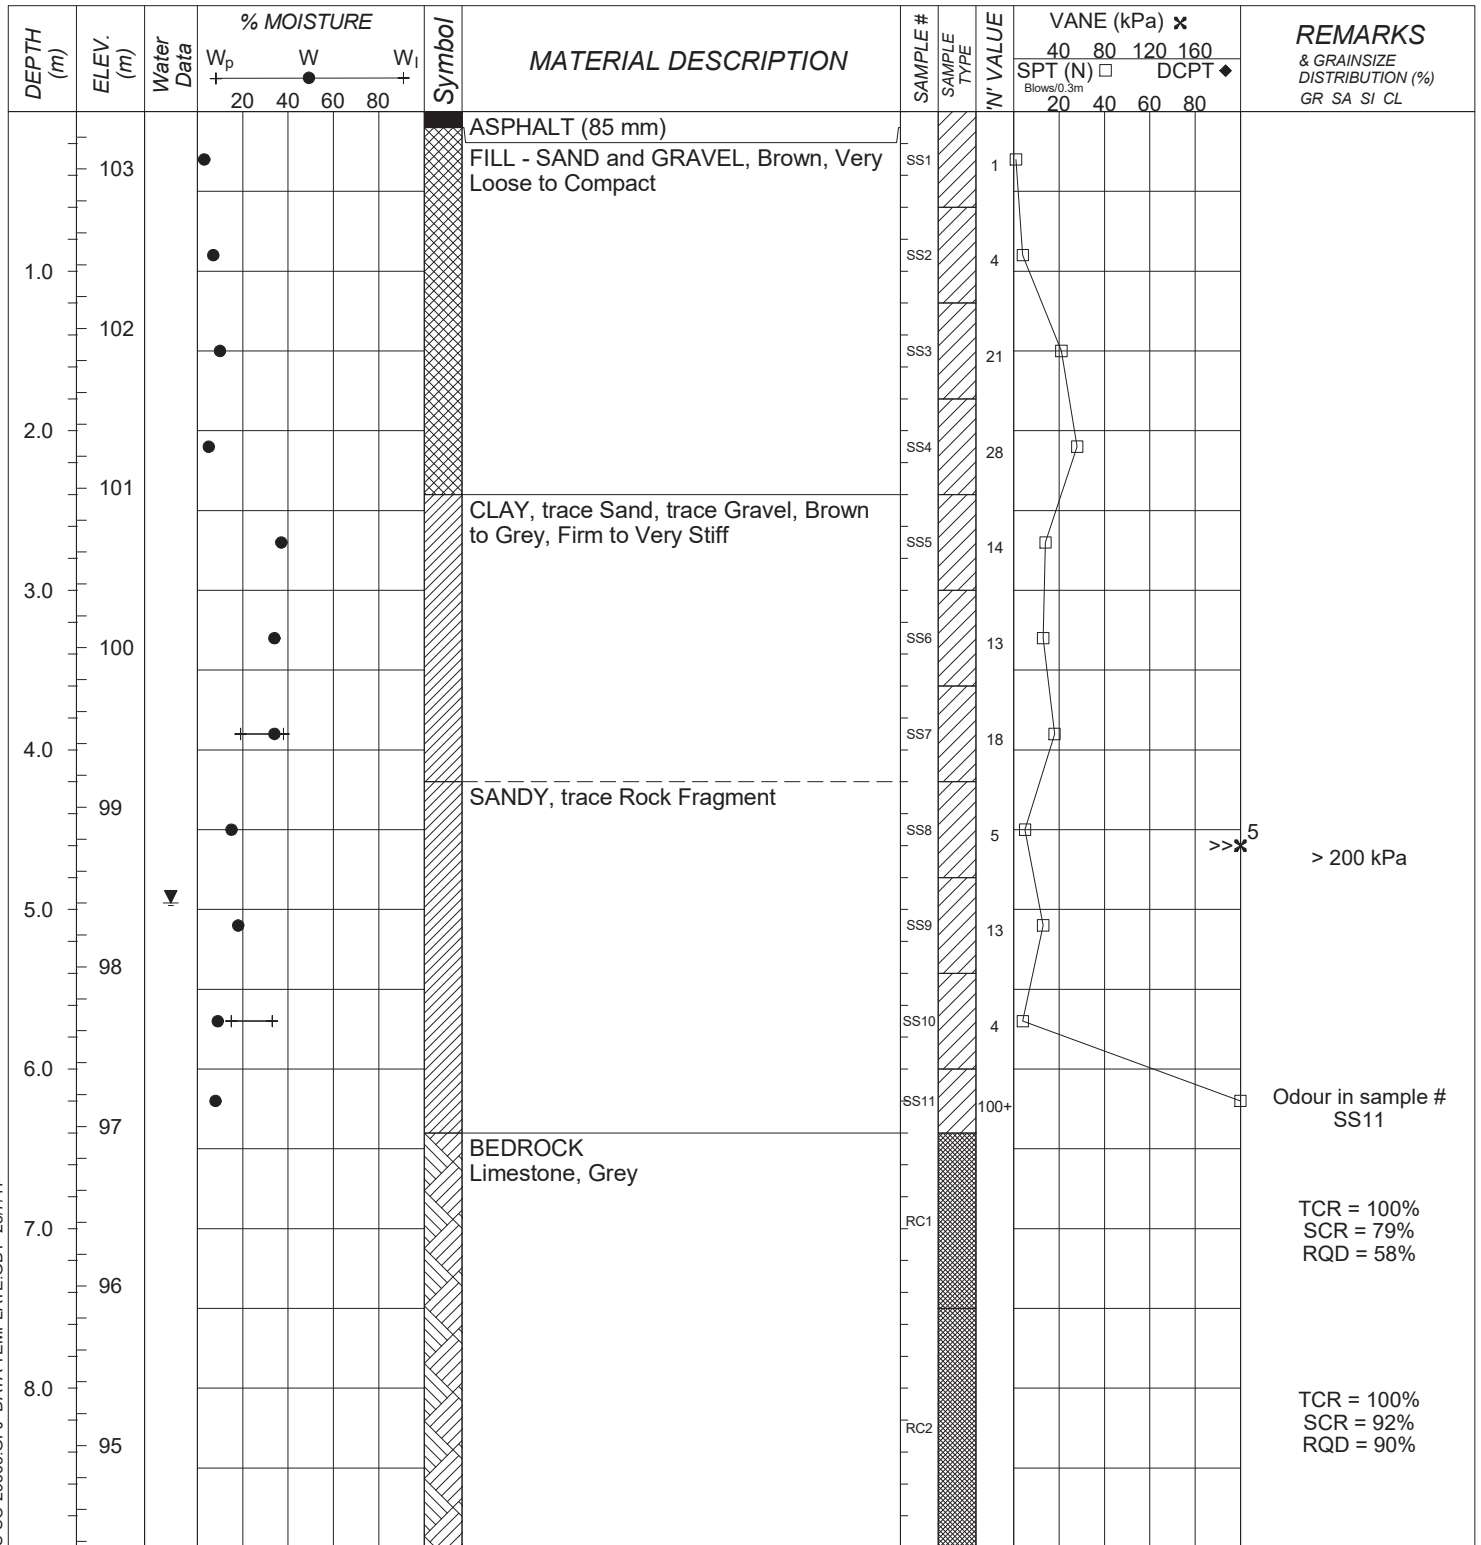 DEPTH (m)
ELEV. (m)
Water Data
% MOISTURE
Wp W Wl
20 40 60 80
Symbol
MATERIAL DESCRIPTION
SAMPLE #
SAMPLE TYPE
'N' VALUE
VANE (kPa)
40 80 120 160
SPT (N) DCPT
Blows/0.3m
20 40 60 80
REMARKS
& GRAINSIZE
DISTRIBUTION (%)
GR SA SI CL
ASPHALT (85 mm)
103
FILL - SAND and GRAVEL, Brown, Very
Loose to Compact
SS1
1
1.0
SS2
4
102
SS3
21
2.0
SS4
28
101
CLAY, trace Sand, trace Gravel, Brown
to Grey, Firm to Very Stiff
SS5
14
3.0
100
SS6
13
4.0
SS7
18
99
SANDY, trace Rock Fragment
SS8
5
5
>>
> 200 kPa
5.0
SS9
13
98
SS10
4
6.0
SS11
100+
Odour in sample #
SS11
97
BEDROCK
Limestone, Grey
7.0
RC1
TCR = 100%
SCR = 79%
RQD = 58%
96
8.0
RC2
TCR = 100%
SCR = 92%
RQD = 90%
95